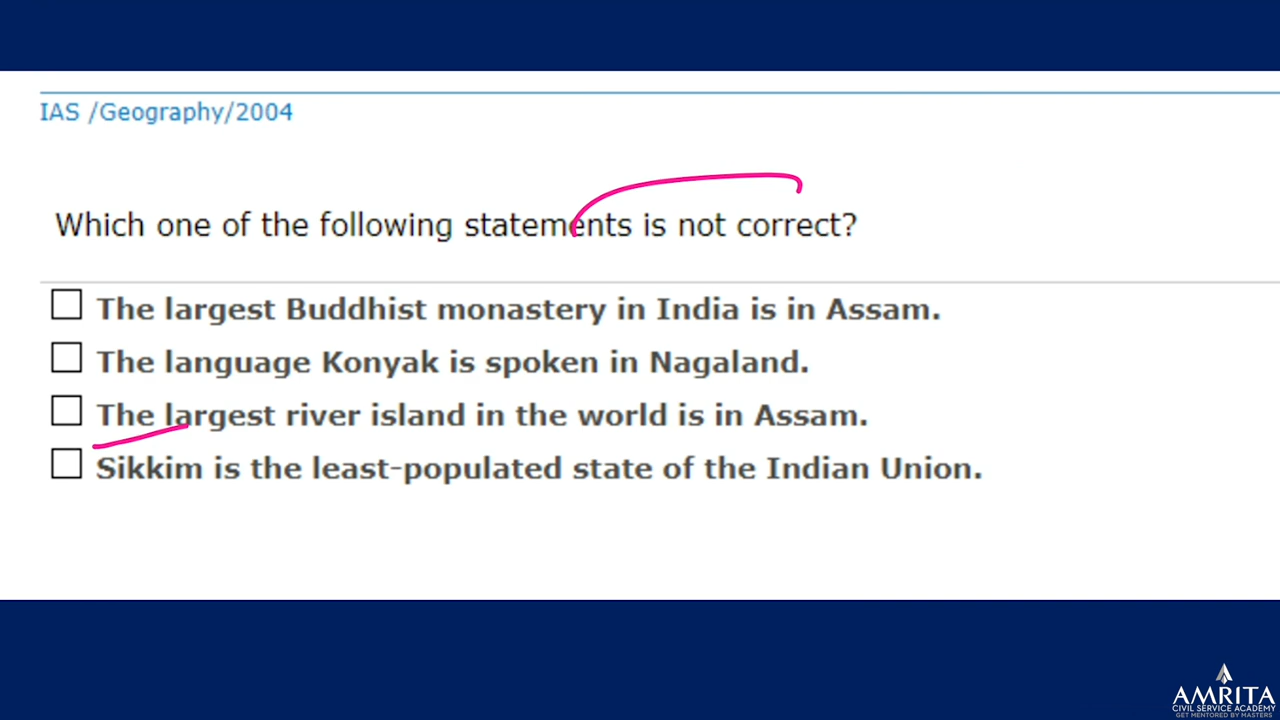 IAS /Geography/2004
Which one of the following statements is not correct?
The largest Buddhist monastery in India is in Assam.
The language Konyak is spoken in Nagaland.
The largest river island in the world is in Assam.
Sikkim is the least-populated state of the Indian Union.
AMRITA
CIVIL SERVICE ACADEMY
GET MENTORED BY MASTERS